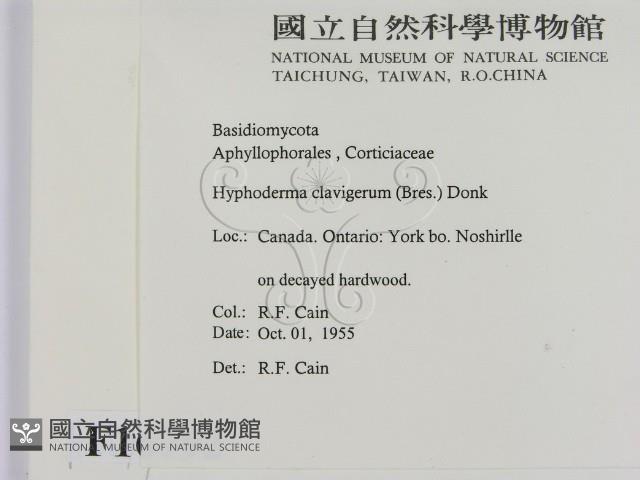 國立自然科學博物館
NATIONAL MUSEUM OF NATURAL SCIENCE
TAICHUNG, TAIWAN, R.O.CHINA
Basidiomycota
Aphyllophorales , Corticiaceae
Hyphoderma clavigerum (Bres.) Donk
Loc.: Canada. Ontario: York bo. Noshirlle
on decayed hardwood.
Col.: R.F. Cain
Date: Oct. 01, 1955
Det.: R.F. Cain
國立自然科學博物館
NATIONAL MUSEUM OF NATURAL SCIENCE